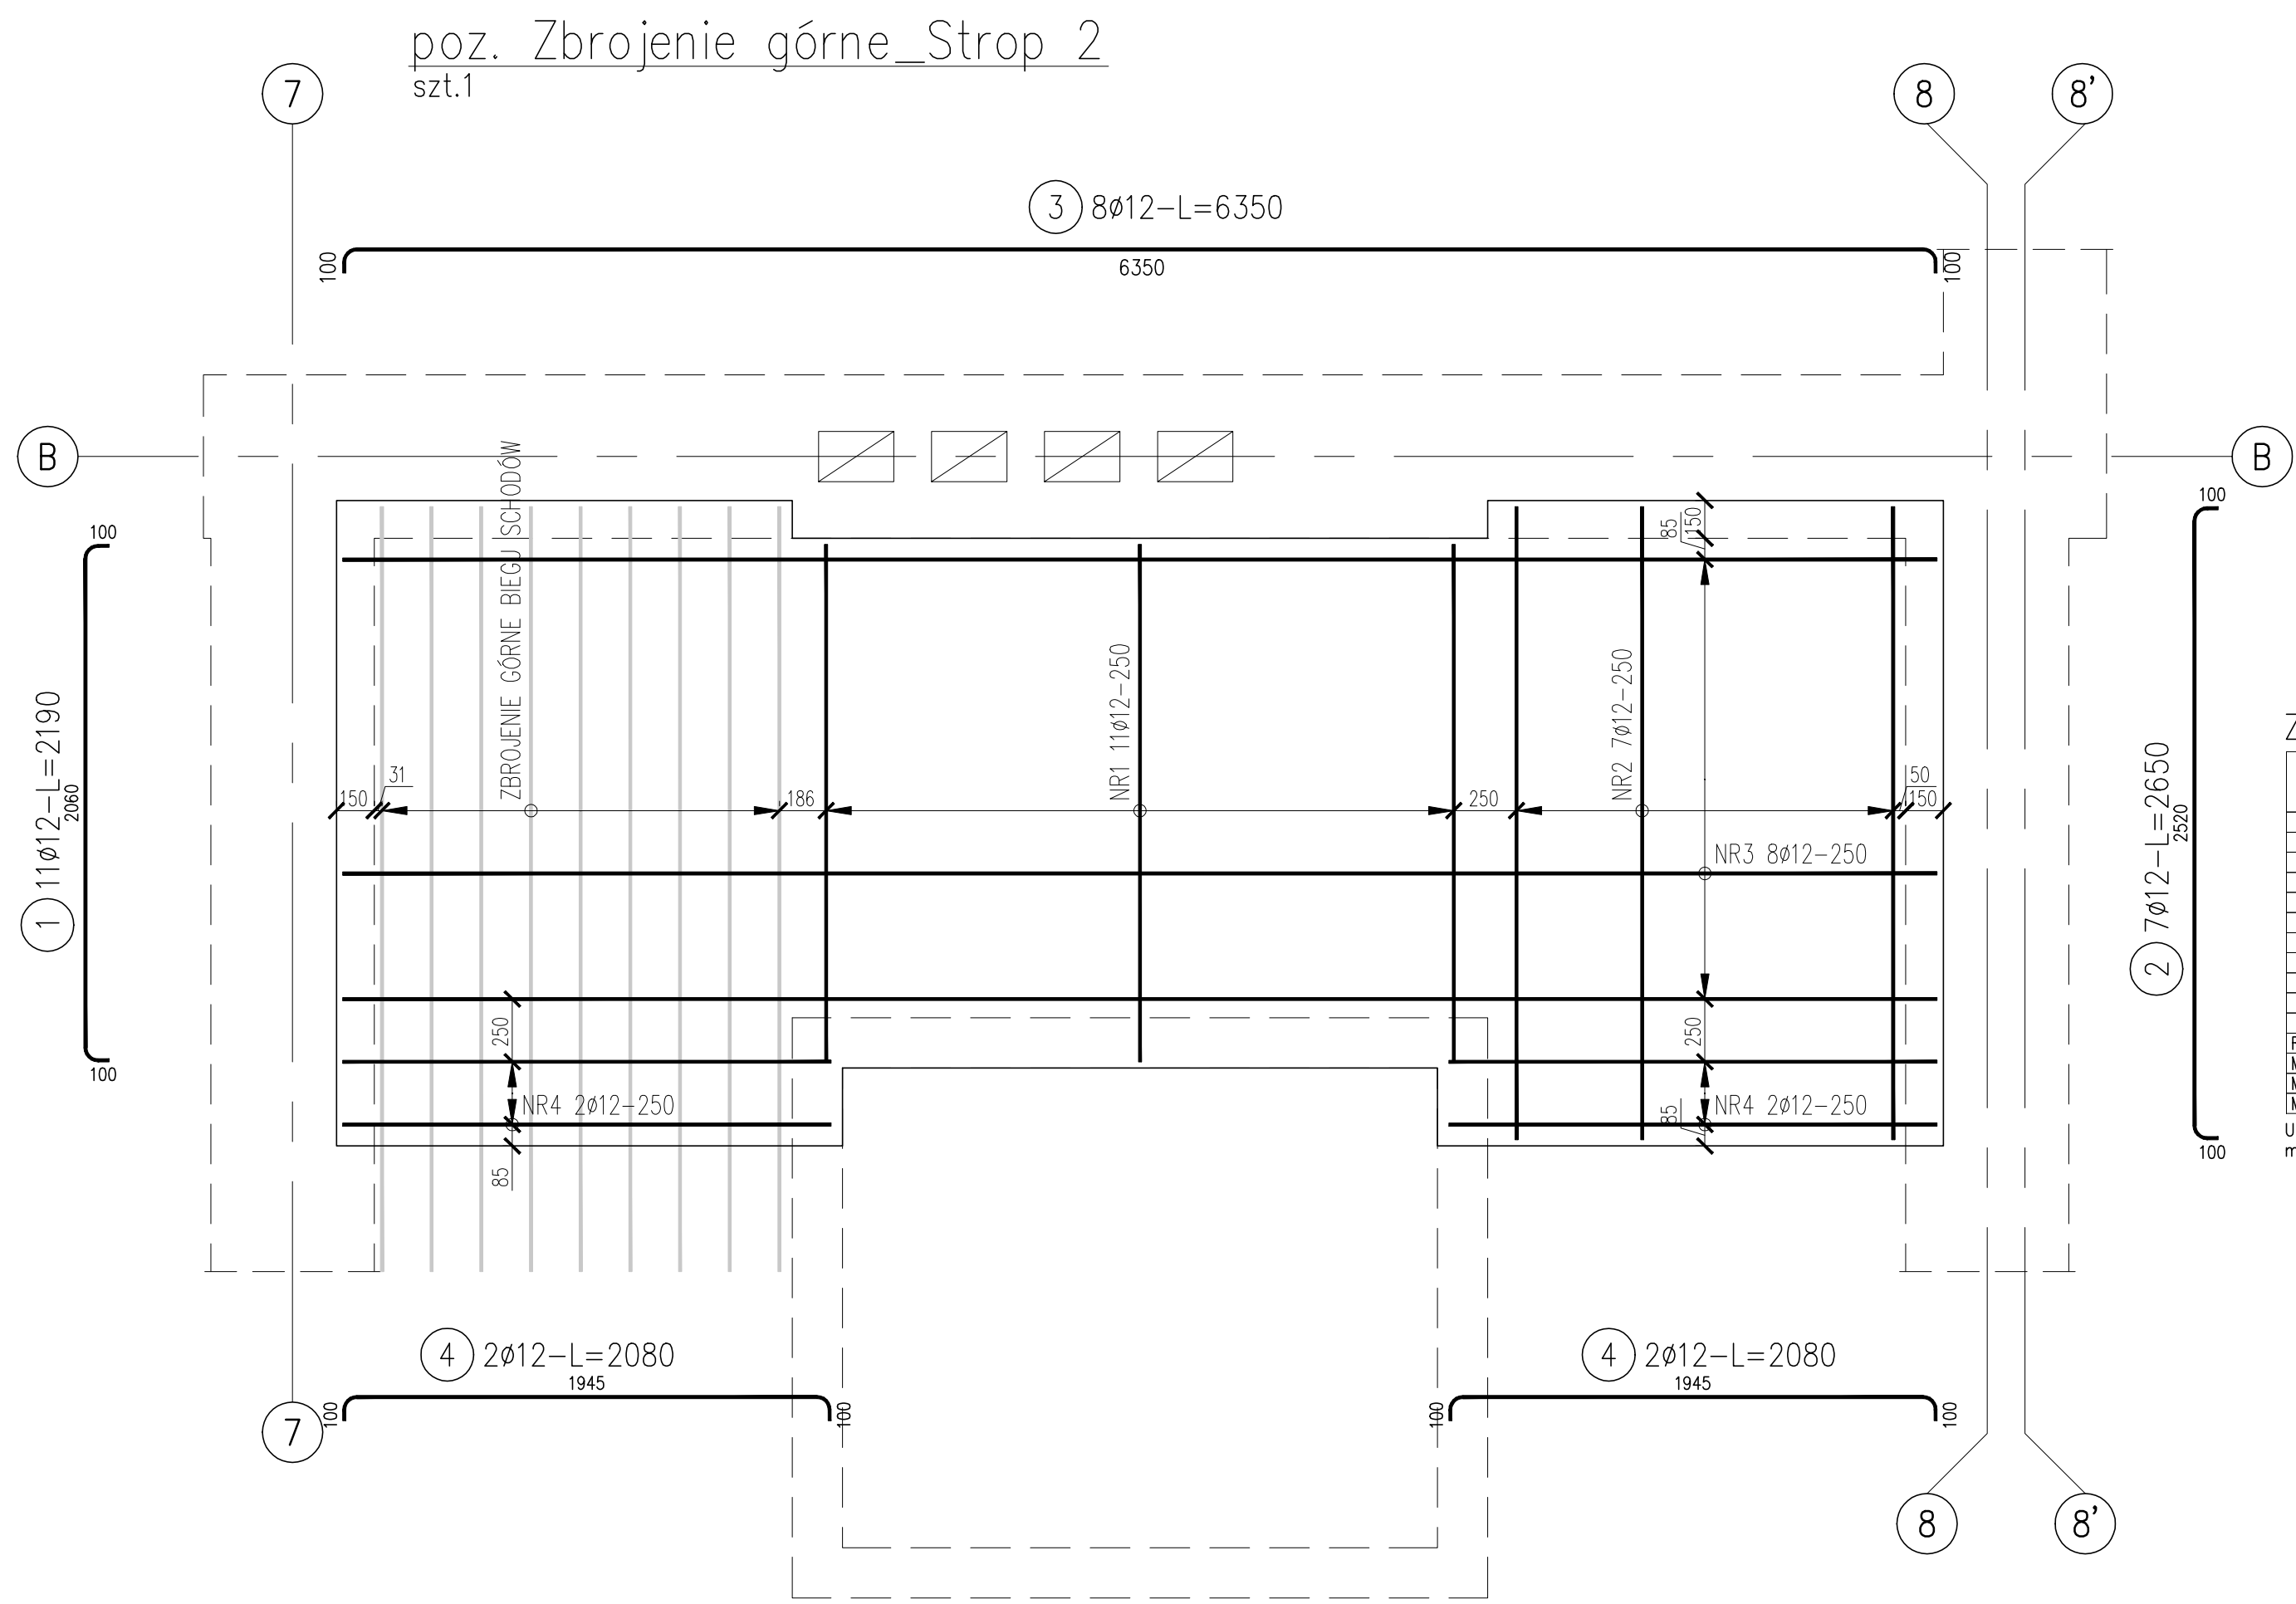 poz. Zbrojenie górne_Strop 2
szt.1
7
8
8'
3 8ø12-L=6350
100
6350
100
B
B
100
1 11ø12-L=2190
2060
100
ZBROJENIE GÓRNE BIEGU SCHODÓW
NR1 11ø12-250
NR2 7ø12-250
85
150
150
31
186
250
50
150
NR3 8ø12-250
250
NR4 2ø12-250
85
250
NR4 2ø12-250
85
100
2 7ø12-L=2650
2520
100
4 2ø12-L=2080
1945
100
100
4 2ø12-L=2080
1945
100
100
7
8
8'